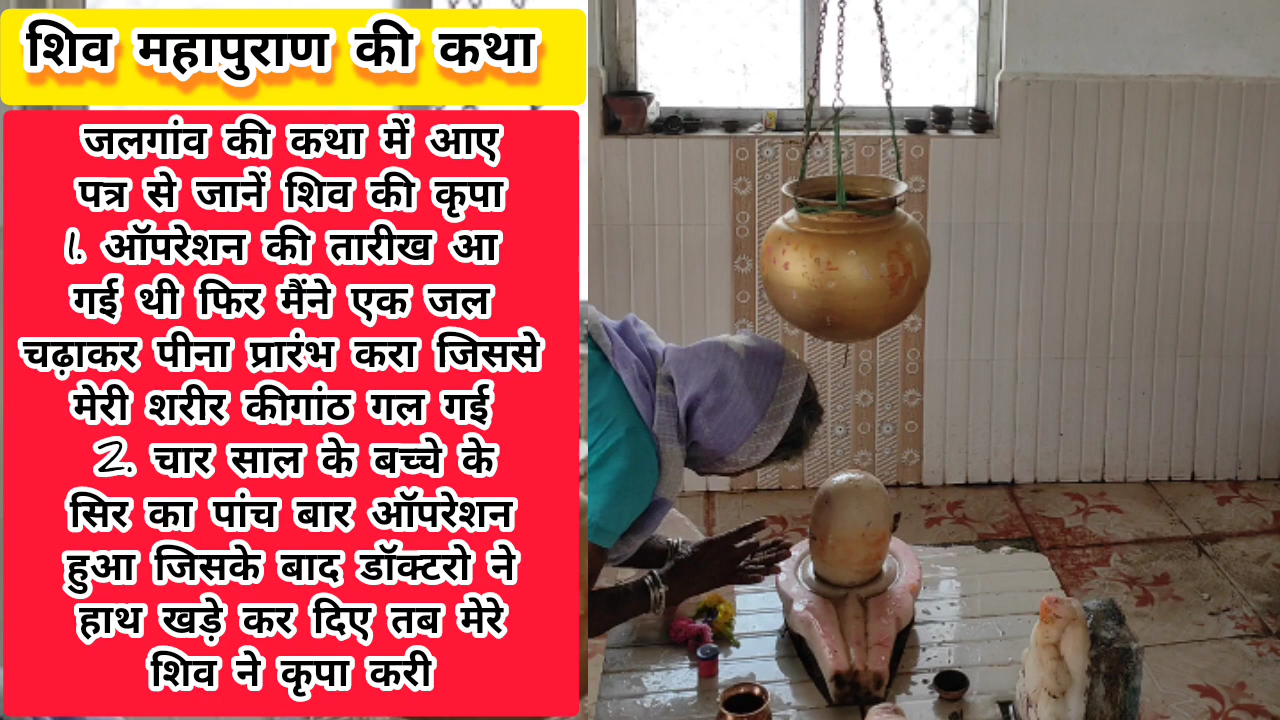 शिव महापुराण की कथा
जलगांव की कथा में आए
पत्र से जानें शिव की कृपा
1. ऑपरेशन की तारीख आ
गई थी फिर मैंने एक जल
चढ़ाकर पीना प्रारंभ करा जिससे
मेरी शरीर कीगांठ गल गई
2. चार साल के बच्चे के
सिर का पांच बार ऑपरेशन
हुआ जिसके बाद डॉक्टरो ने
हाथ खड़े कर दिए तब मेरे
शिव ने कृपा करी